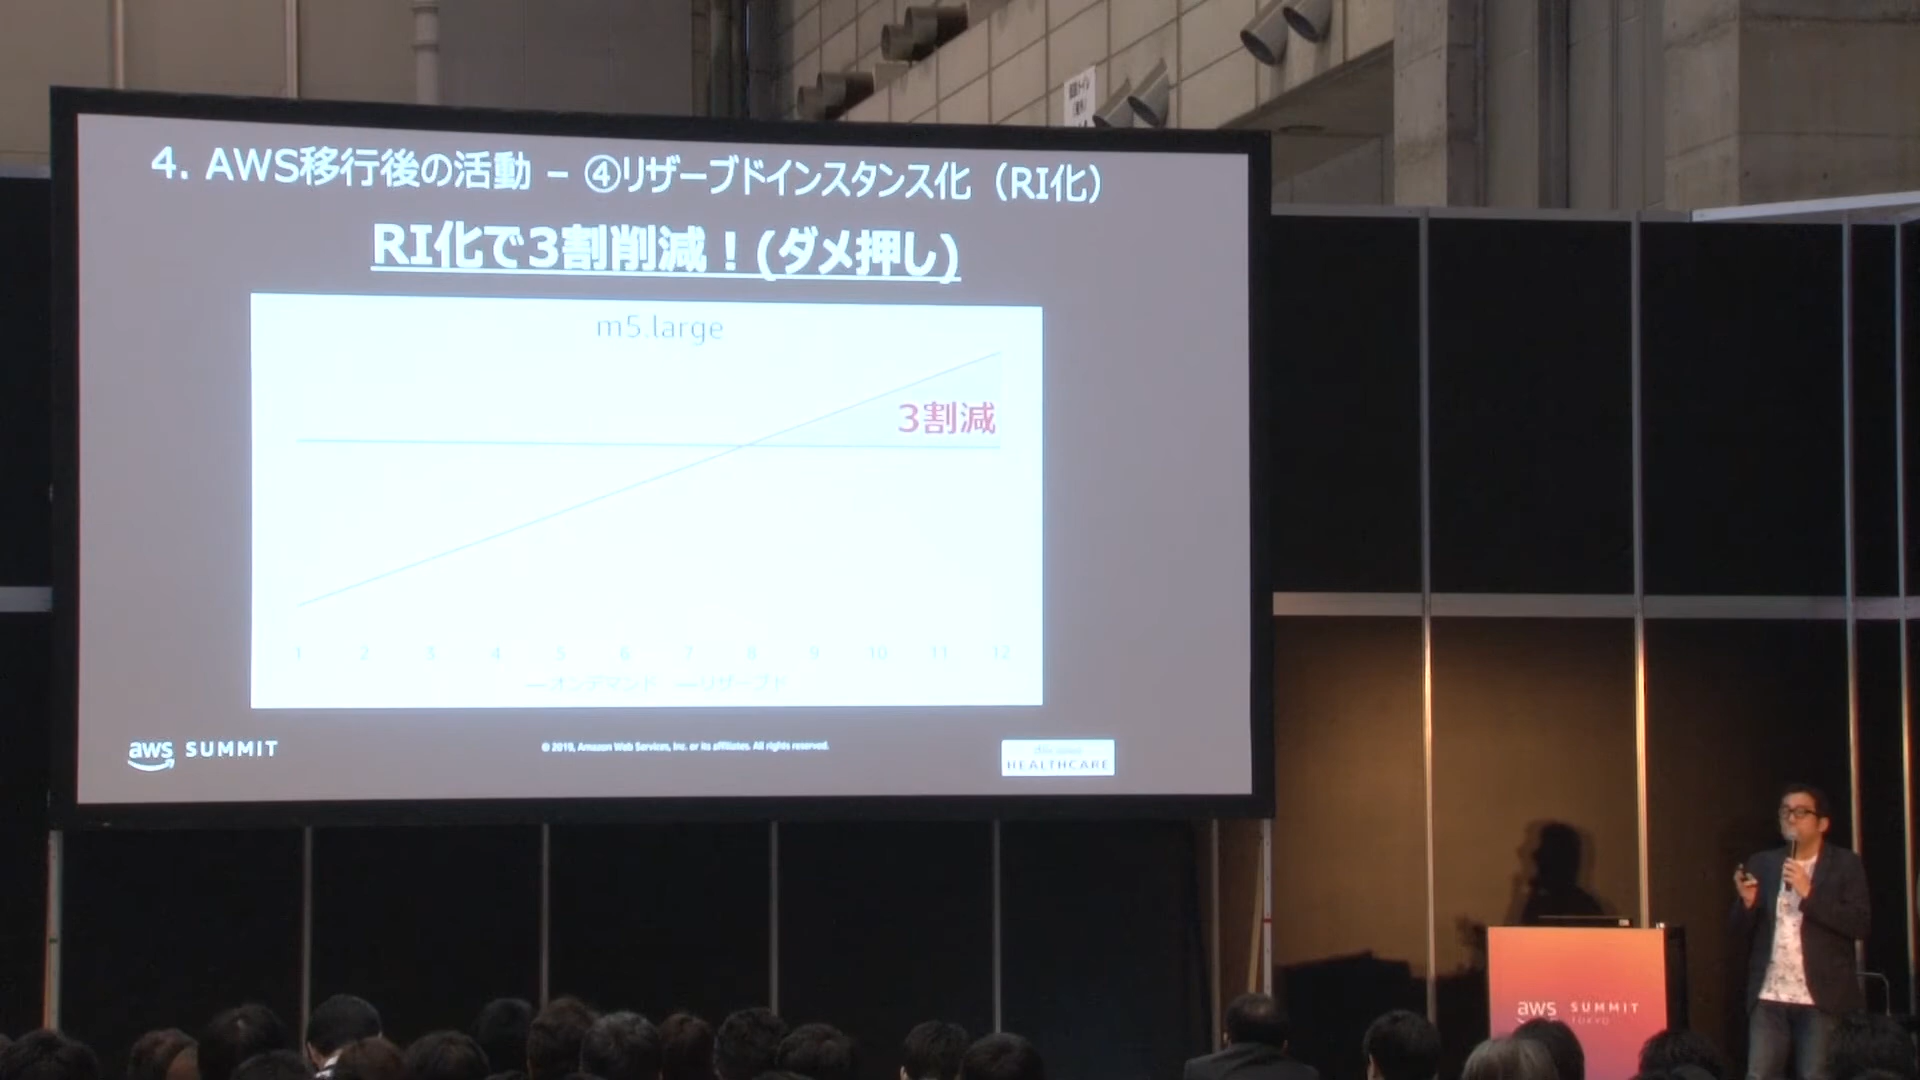 4. AWS移行後の活動 – ④リザーブドインスタンス化（RI化）
RI化で3割削減！(ダメ押し)
m5.large
3割減
1 2 3 4 5 6 7 8 9 10 11 12
オンデマンド リザーブド
aws SUMMIT
© 2019, Amazon Web Services, Inc. or its affiliates. All rights reserved.
HEALTHCARE
aws SUMMIT
TOKYO